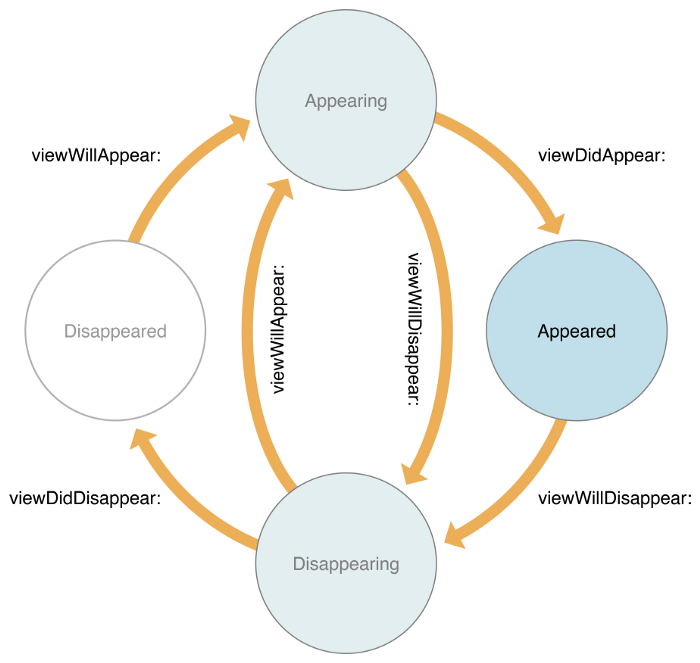 Appearing
viewWillAppear:
viewDidAppear:
viewWillAppear:
viewWillDisappear:
Disappeared
Appeared
viewDidDisappear:
viewWillDisappear:
Disappearing